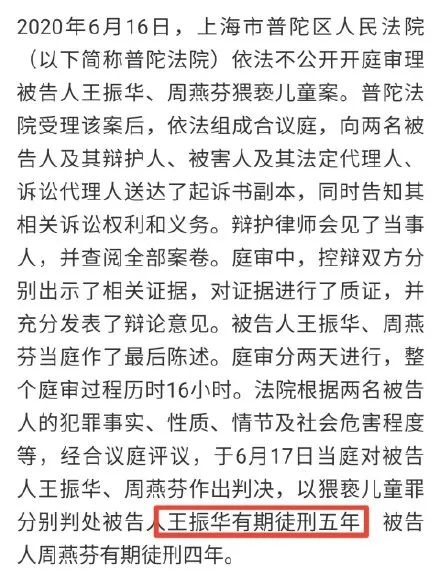 2020年6月16日，上海市普陀区人民法院
（以下简称普陀法院）依法不公开开庭审理
被告人王振华、周燕芬猥亵儿童案。普陀法
院受理该案后，依法组成合议庭，向两名被
告人及其辩护人、被害人及其法定代理人、
诉讼代理人送达了起诉书副本，同时告知其
相关诉讼权利和义务。辩护律师会见了当事
人，并查阅全部案卷。庭审中，控辩双方分
别出示了相关证据，对证据进行了质证，并
充分发表了辩论意见。被告人王振华、周燕
芬当庭作了最后陈述。庭审分两天进行，整
个庭审过程历时16小时。法院根据两名被告
人的犯罪事实、性质、情节及社会危害程度
等，经合议庭评议，于6月17日当庭对被告
人王振华、周燕芬作出判决，以猥亵儿童罪
分别判处被告人王振华有期徒刑五年 被告
人周燕芬有期徒刑四年。